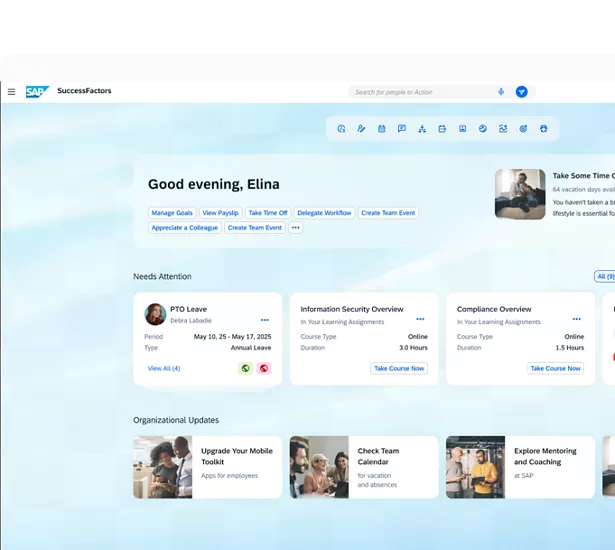 SAP
SuccessFactors
Search for people or Action
Good evening, Elina
Take Some Time
64 vacation days
You haven't taken a
lifestyle is essential
Manage Goals
View Payslip
Take Time Off
Delegate Workflow
Create Team Event
Appreciate a Colleague
Create Team Event
Needs Attention
All (9)
PTO Leave
Debra Labadie
Period May 10, 25 - May 17, 2025
Type Annual Leave
View All (4)
Information Security Overview
In Your Learning Assignments
Course Type Online
Duration 3.0 Hours
Take Course Now
Compliance Overview
In Your Learning Assignments
Course Type Online
Duration 1.5 Hours
Take Course Now
Organizational Updates
Upgrade Your Mobile
Toolkit
Apps for employees
Check Team
Calendar
for vacation
and absences
Explore Mentoring
and Coaching
at SAP